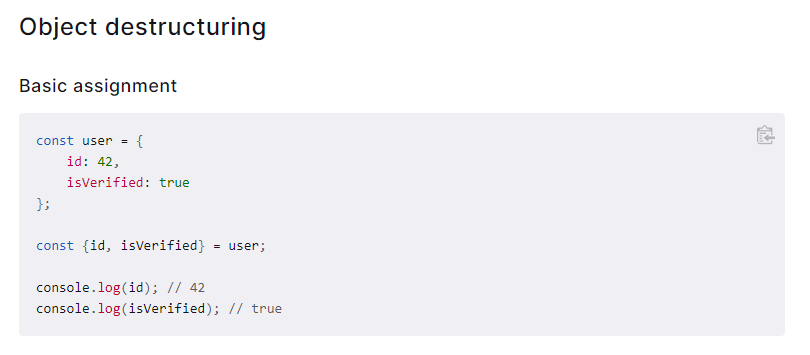 Object destructuring
Basic assignment
const user = {
    id: 42,
    isVerified: true
};
const {id, isVerified} = user;
console.log(id); // 42
console.log(isVerified); // true